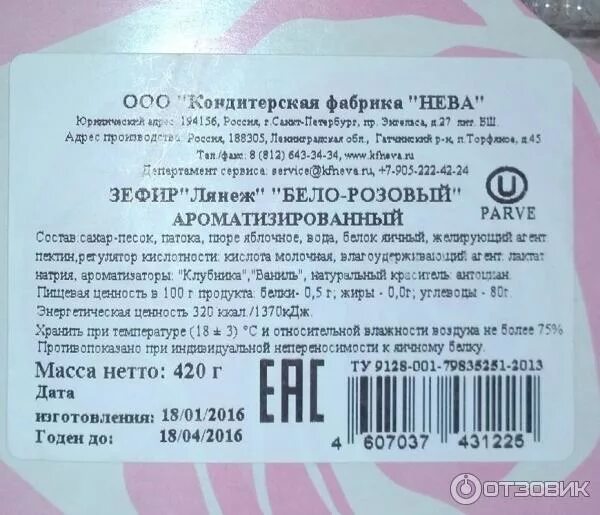 ООО "Кондитерская фабрика "НЕВА"
Юридический адрес: 194156, Россия, г.Санкт-Петербург, пр. Энгельса, д.27 лит. ВШ.
Адрес производства: Россия, 188305, Ленинградская обл., Гатчинский р-н, п.Торфяное, д.45
Тел./факс: 8 (812) 643-34-34, www.kfneva.ru
Департамент сервиса: service@kfneva.ru, +7-905-222-42-24
ЗЕФИР"Лянеж" "БЕЛО-РОЗОВЫЙ"
АРОМАТИЗИРОВАННЫЙ
U
PARVE
Состав:сахар-песок, патока, пюре яблочное, вода, белок яичный, желирующий агент
пектин,регулятор кислотности: кислота молочная, влагоудерживающий агент: лактат
натрия, ароматизаторы: "Клубника","Ваниль", натуральный краситель: антоциан.
Пищевая ценность в 100 г продукта: белки- 0,5 г; жиры - 0,0г; углеводы - 80г.
Энергетическая ценность 320 ккал./1370кДж.
Хранить при температуре (18 ± 3) °С и относительной влажности воздуха не более 75%
Противопоказано при индивидуальной непереносимости к яичному белку.
Масса нетто: 420 г
ЕАС
ТУ 9128-001-79835251-2013
Дата
изготовления: 18/01/2016
Годен до: 18/04/2016
4 607037 431225
ОТЗОВИК